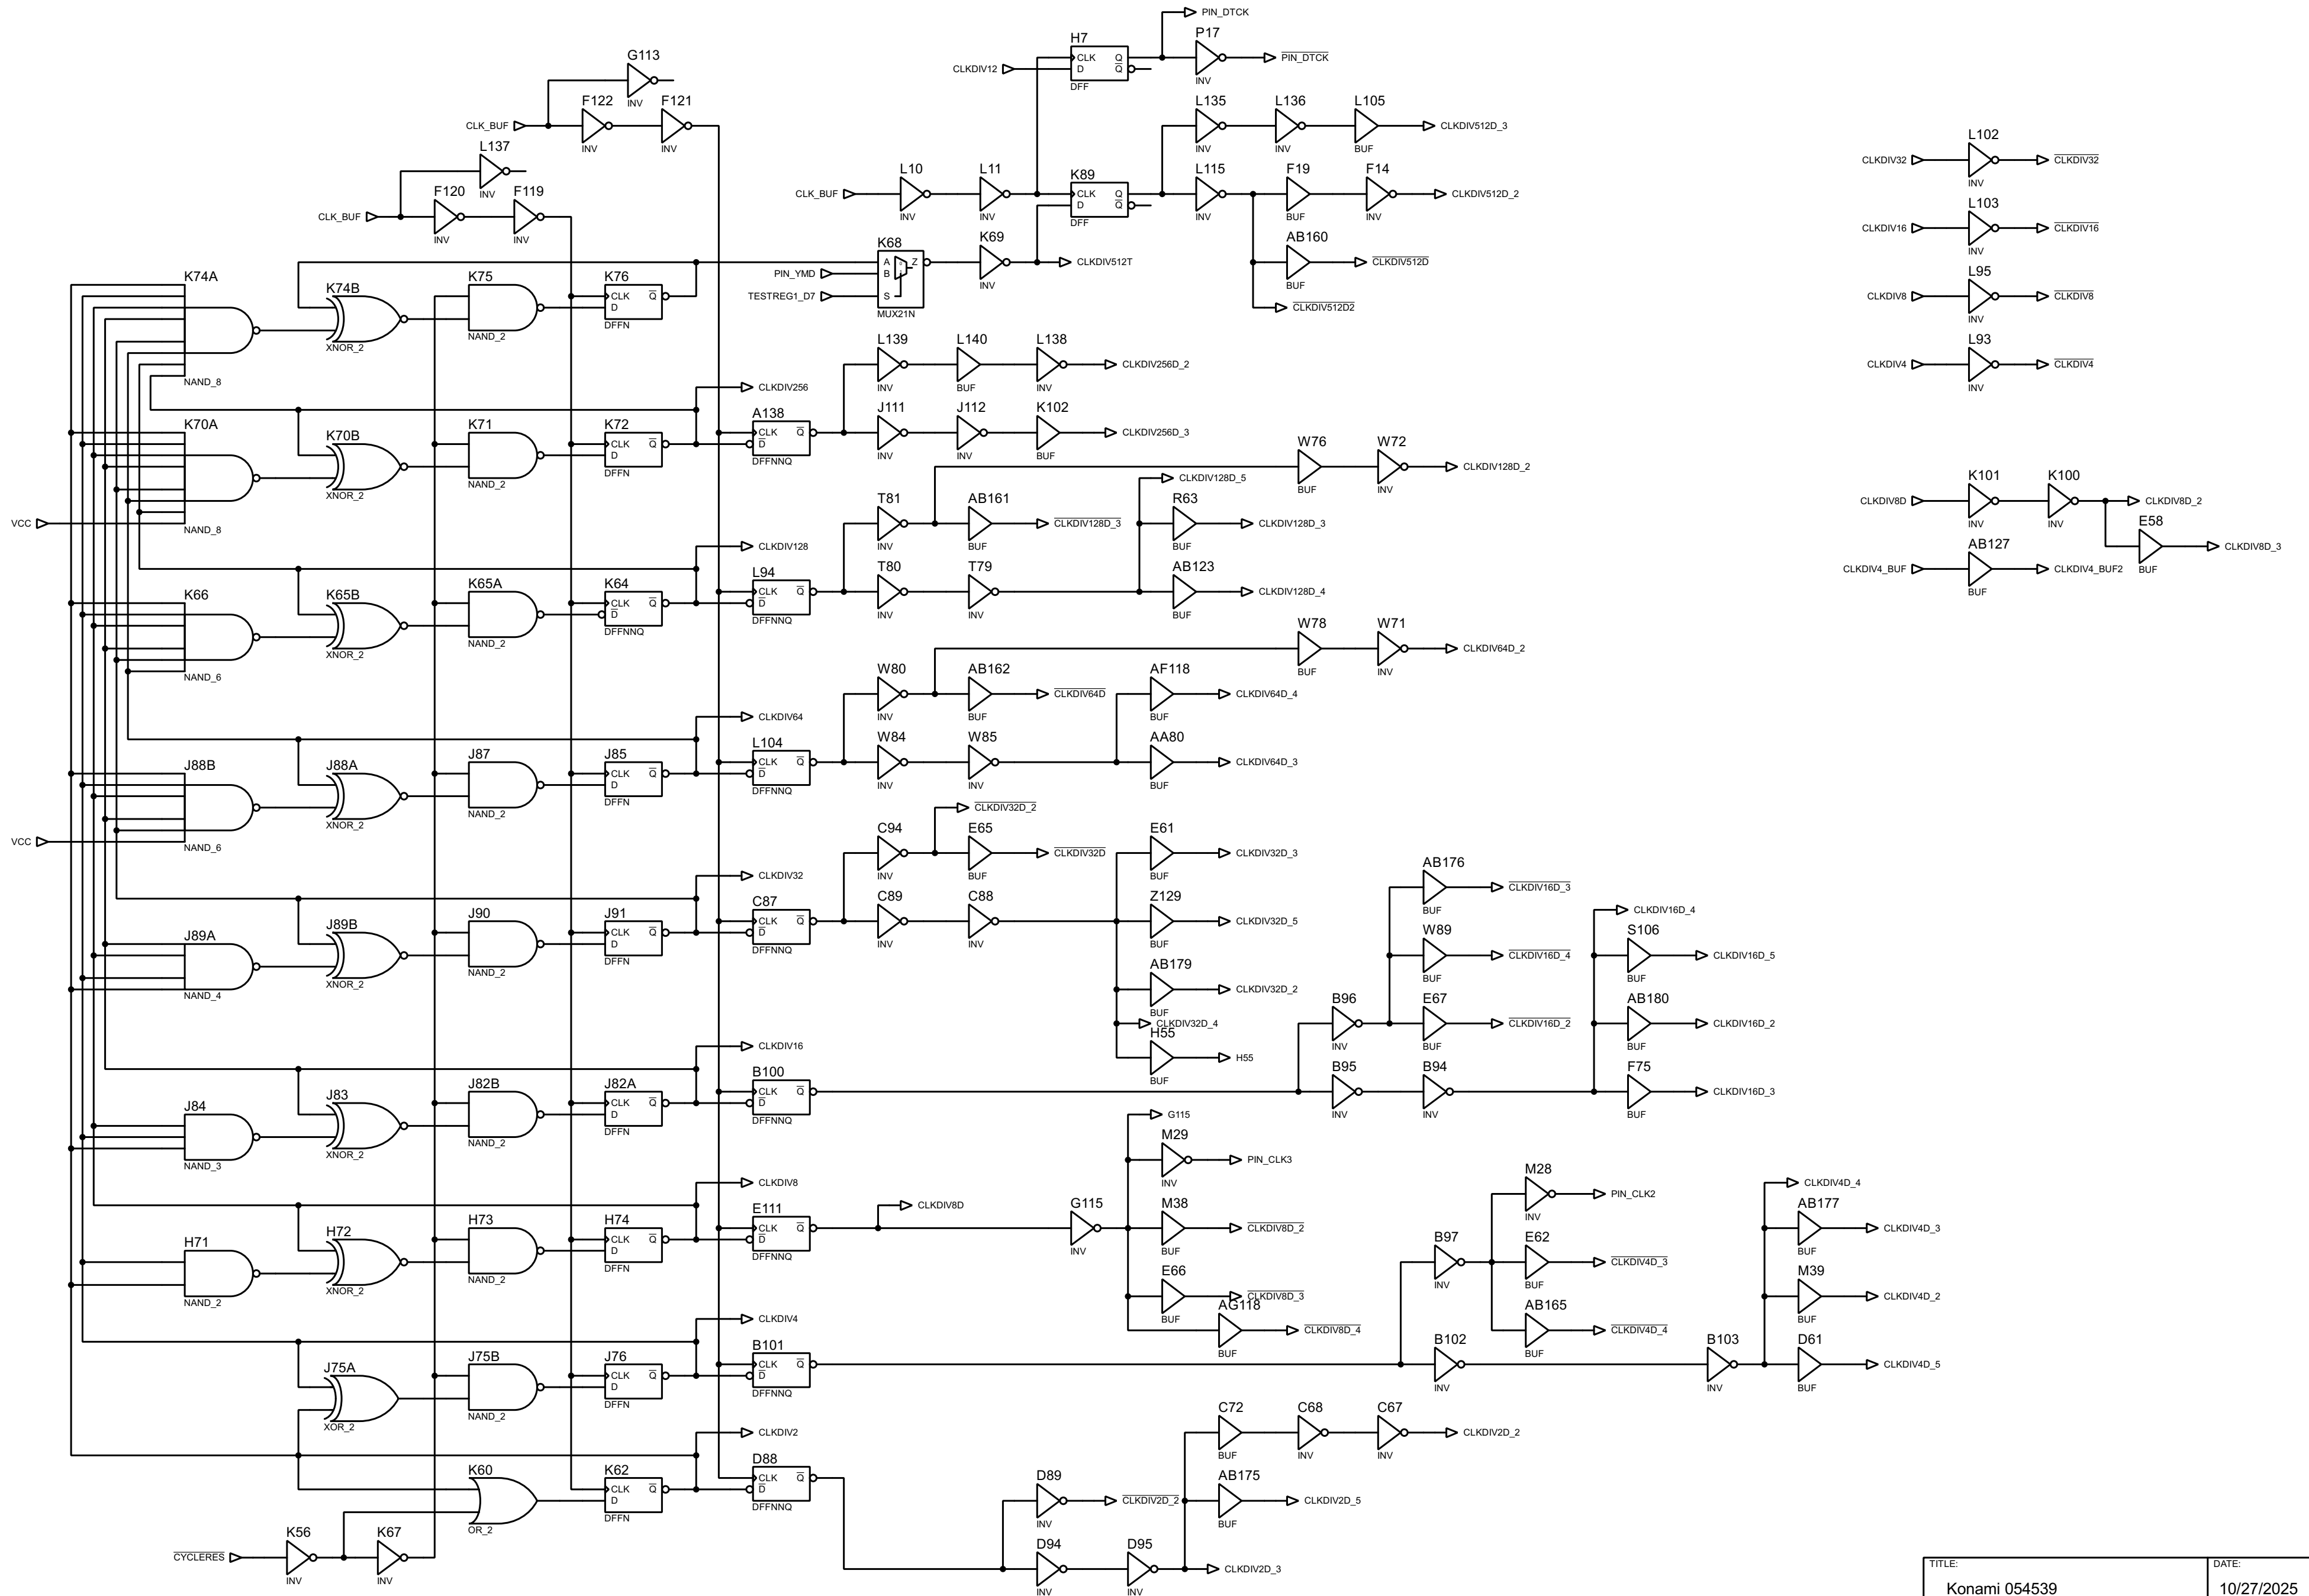 PIN_DTCK
H7
P17
CLK
Q
CLKDIV12
D
Q
PIN_DTCK
DFF
INV
G113
INV
F122
F121
CLK_BUF
INV
INV
L135
L136
L105
CLKDIV512D_3
INV
INV
BUF
L137
INV
F120
F119
CLK_BUF
INV
INV
L10
L11
K89
L115
F19
F14
CLK_BUF
CLK
Q
D
Q
CLKDIV512D_2
INV
INV
DFF
INV
BUF
INV
K68
K69
AB160
A
Z
B
S
PIN_YMD
TESTREG1_D7
MUX21N
INV
CLKDIV512T
CLKDIV512D
BUF
CLKDIV512D2
K74A
K74B
K75
K76
CLK
Q
D
NAND_8
XNOR_2
NAND_2
DFFN
L139
L140
L138
CLKDIV256D_2
INV
BUF
INV
CLKDIV256
K70A
K70B
K71
K72
A138
J111
J112
K102
CLK
Q
D
CLK
Q
D
CLKDIV256D_3
VCC
NAND_8
XNOR_2
NAND_2
DFFN
DFFNNQ
INV
INV
BUF
W76
W72
CLKDIV128D_2
BUF
INV
CLKDIV128D_5
T81
AB161
R63
CLKDIV128D_3
CLKDIV128D_3
INV
BUF
BUF
CLKDIV128
K66
K65B
K65A
K64
L94
T80
T79
AB123
CLK
Q
D
CLK
Q
D
CLKDIV128D_4
NAND_6
XNOR_2
NAND_2
DFFNNQ
DFFNNQ
INV
INV
BUF
W78
W71
CLKDIV64D_2
BUF
INV
W80
AB162
AF118
CLKDIV64D
CLKDIV64D_4
INV
BUF
BUF
CLKDIV64
J88B
J88A
J87
J85
L104
W84
W85
AA80
CLK
Q
D
CLK
Q
D
CLKDIV64D_3
VCC
NAND_6
XNOR_2
NAND_2
DFFN
DFFNNQ
INV
INV
BUF
CLKDIV32D_2
C94
E65
E61
CLKDIV32D
CLKDIV32D_3
INV
BUF
BUF
CLKDIV32
J89A
J89B
J90
J91
C87
C89
C88
Z129
CLK
Q
D
CLK
Q
D
CLKDIV32D_5
NAND_4
XNOR_2
NAND_2
DFFN
DFFNNQ
INV
INV
BUF
AB179
CLKDIV32D_2
BUF
CLKDIV32D_4
H55
H55
BUF
AB176
CLKDIV16D_3
BUF
CLKDIV16D_4
W89
S106
CLKDIV16D_4
CLKDIV16D_5
BUF
BUF
B96
E67
AB180
CLKDIV16D_2
CLKDIV16D_2
INV
BUF
BUF
CLKDIV16
J84
J83
J82B
J82A
B100
B95
B94
F75
CLK
Q
D
CLK
Q
D
CLKDIV16D_3
NAND_3
XNOR_2
NAND_2
DFFN
DFFNNQ
INV
INV
BUF
G115
M29
PIN_CLK3
INV
CLKDIV8
CLKDIV8D
H71
H72
H73
H74
E111
G115
M38
CLK
Q
D
CLK
Q
D
CLKDIV8D_2
NAND_2
XNOR_2
NAND_2
DFFN
DFFNNQ
INV
BUF
E66
CLKDIV8D_3
BUF
AG118
CLKDIV8D_4
BUF
M28
PIN_CLK2
INV
CLKDIV4D_4
B97
E62
AB177
CLKDIV4D_3
CLKDIV4D_3
INV
BUF
BUF
AB165
M39
CLKDIV4D_4
CLKDIV4D_2
BUF
BUF
CLKDIV4
J75A
J75B
J76
B101
B102
B103
D61
CLK
Q
D
CLK
Q
D
CLKDIV4D_5
XOR_2
NAND_2
DFFN
DFFNNQ
INV
INV
BUF
C72
C68
C67
CLKDIV2D_2
BUF
INV
INV
CLKDIV2
K60
K62
D88
D89
AB175
CLK
Q
D
CLK
Q
D
CLKDIV2D_2
CLKDIV2D_5
OR_2
DFFN
DFFNNQ
INV
BUF
K56
K67
D94
D95
CYCLERES
CLKDIV2D_3
INV
INV
INV
INV
L102
CLKDIV32
CLKDIV32
INV
L103
CLKDIV16
CLKDIV16
INV
L95
CLKDIV8
CLKDIV8
INV
L93
CLKDIV4
CLKDIV4
INV
K101
K100
CLKDIV8D
CLKDIV8D_2
INV
INV
E58
CLKDIV8D_3
BUF
AB127
CLKDIV4_BUF
CLKDIV4_BUF2
BUF
TITLE:
Konami 054539
DATE:
10/27/2025